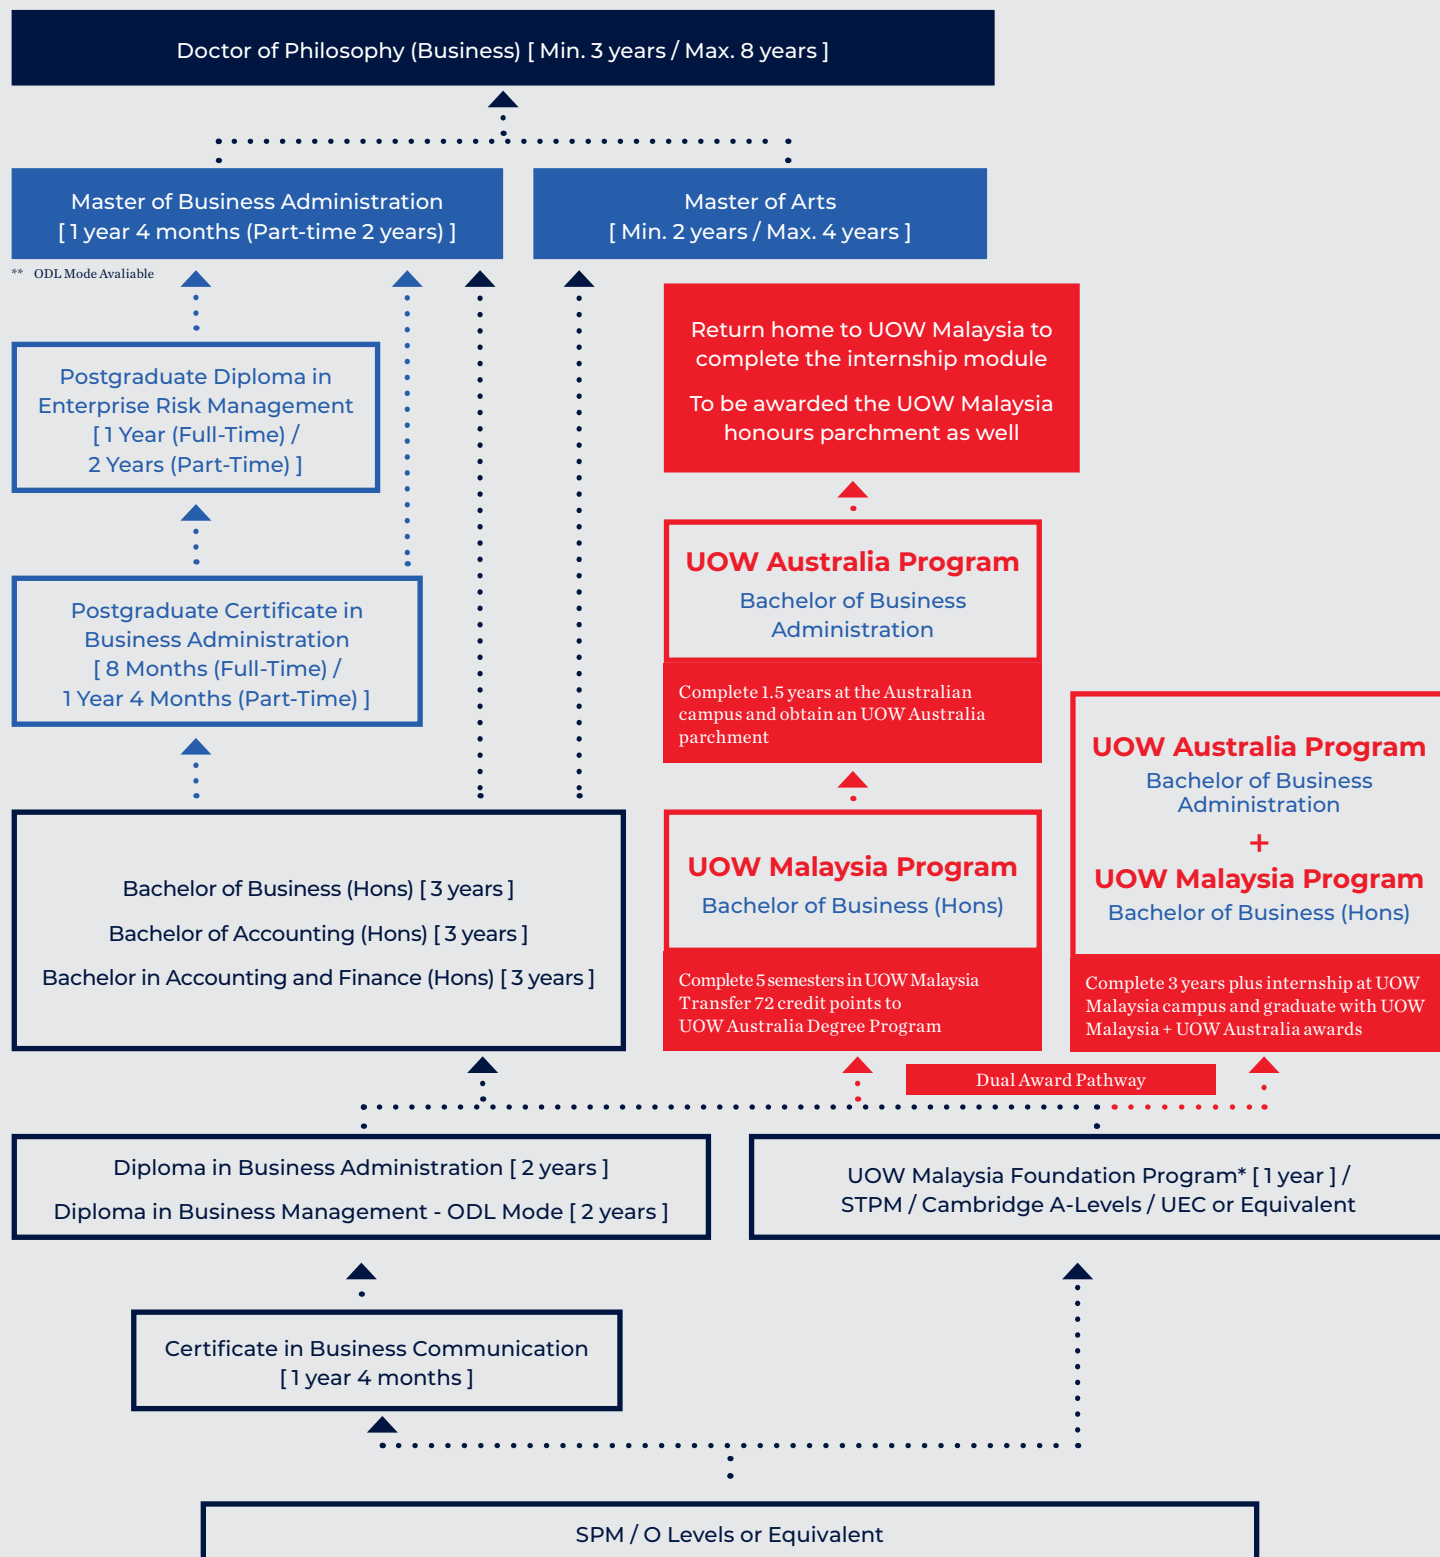 Doctor of Philosophy (Business) [ Min. 3 years / Max. 8 years ]
Master of Business Administration
[ 1 year 4 months (Part-time 2 years) ]
Master of Arts
[ Min. 2 years / Max. 4 years ]
** ODL Mode Avaliable
Return home to UOW Malaysia to
complete the internship module
To be awarded the UOW Malaysia
honours parchment as well
Postgraduate Diploma in
Enterprise Risk Management
[ 1 Year (Full-Time) /
2 Years (Part-Time) ]
UOW Australia Program
Bachelor of Business
Administration
Complete 1.5 years at the Australian
campus and obtain an UOW Australia
parchment
Postgraduate Certificate in
Business Administration
[ 8 Months (Full-Time) /
1 Year 4 Months (Part-Time) ]
UOW Australia Program
Bachelor of Business
Administration
+
UOW Malaysia Program
Bachelor of Business (Hons)
Complete 3 years plus internship at UOW
Malaysia campus and graduate with UOW
Malaysia + UOW Australia awards
Bachelor of Business (Hons) [ 3 years ]
Bachelor of Accounting (Hons) [ 3 years ]
Bachelor in Accounting and Finance (Hons) [ 3 years ]
UOW Malaysia Program
Bachelor of Business (Hons)
Complete 5 semesters in UOW Malaysia
Transfer 72 credit points to
UOW Australia Degree Program
Dual Award Pathway
Diploma in Business Administration [ 2 years ]
Diploma in Business Management - ODL Mode [ 2 years ]
UOW Malaysia Foundation Program* [ 1 year ] /
STPM / Cambridge A-Levels / UEC or Equivalent
Certificate in Business Communication
[ 1 year 4 months ]
SPM / O Levels or Equivalent